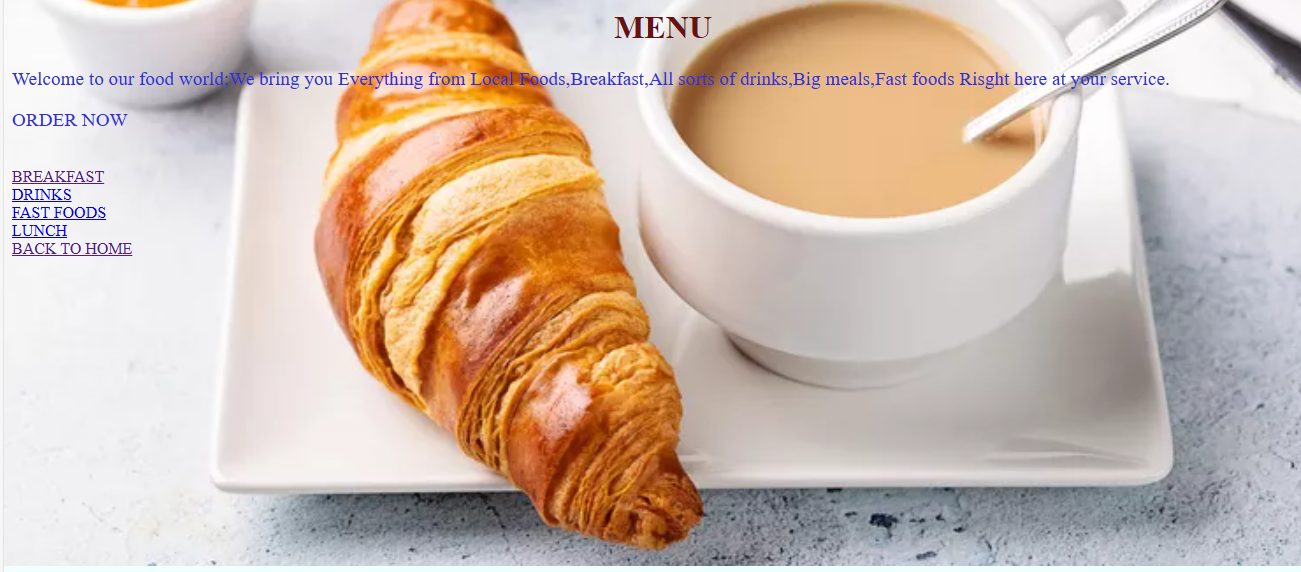 MENU
Welcome to our food world;We bring you Everything from Local Foods,Breakfast,All sorts of drinks,Big meals,Fast foods Risght here at your service.
ORDER NOW
BREAKFAST
DRINKS
FAST FOODS
LUNCH
BACK TO HOME